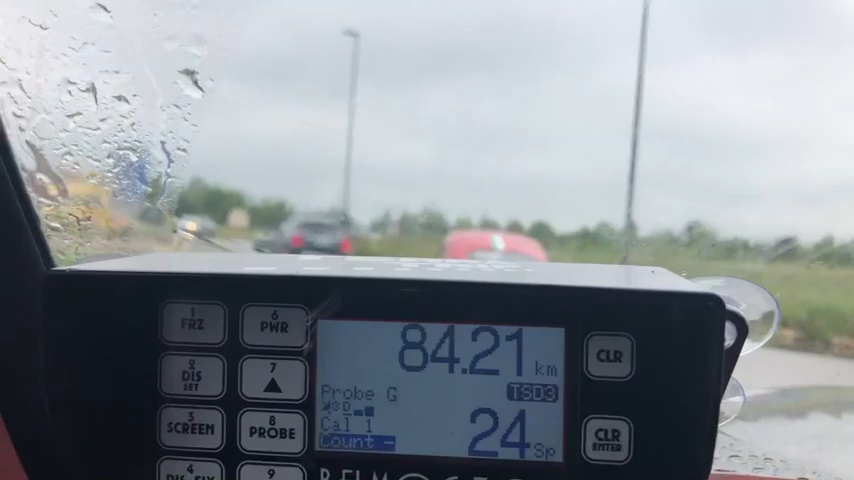 1
FRZ
6
PWR
2
DIS
SET
7
▲
3
SCREEN
8
PROBE
4
9
84.21 km
Probe G
TSD3
Cal 1
Count -
24 Sp
CLR
CLR
ENTER